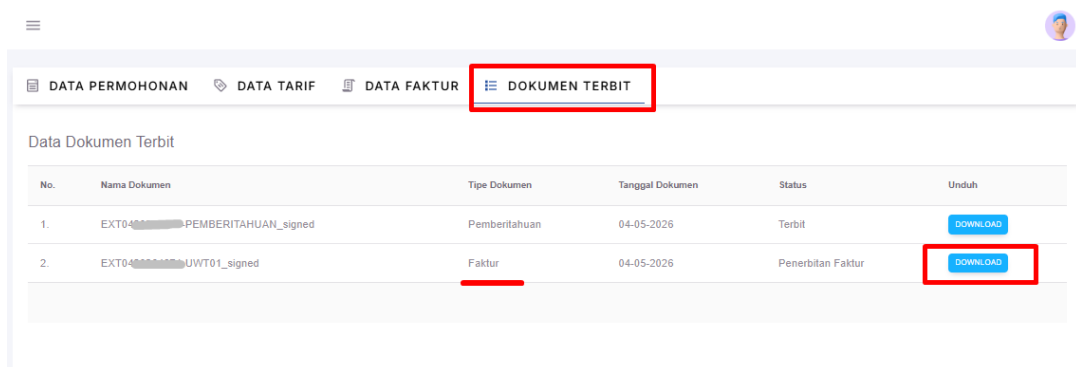 DATA PERMOHONAN DATA TARIF DATA FAKTUR DOKUMEN TERBIT
Data Dokumen Terbit
No. Nama Dokumen Tipe Dokumen Tanggal Dokumen Status Unduh
1. PEMBERITAHUAN_signed Pemberitahuan 04-05-2026 Terbit DOWNLOAD
2. UWT01_signed Faktur 04-05-2026 Penerbitan Faktur DOWNLOAD